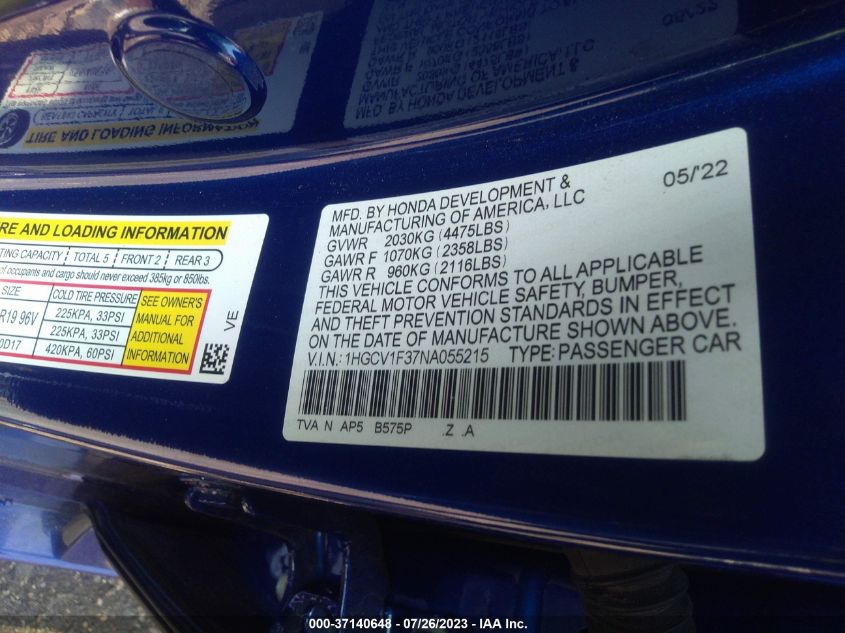 MFD. BY HONDA DEVELOPMENT &
MANUFACTURING OF AMERICA, LLC
05/'22
GVWR 2030KG (4475LBS)
GAWR F 1070KG (2358LBS)
GAWR R 960KG (2116LBS)
THIS VEHICLE CONFORMS TO ALL APPLICABLE
FEDERAL MOTOR VEHICLE SAFETY, BUMPER,
AND THEFT PREVENTION STANDARDS IN EFFECT
ON THE DATE OF MANUFACTURE SHOWN ABOVE.
V.I.N.: 1HGCV1F37NA055215 TYPE: PASSENGER CAR
TVA N AP5 B575P .Z .A
RE AND LOADING INFORMATION
TING CAPACITY TOTAL 5 FRONT 2 REAR 3
of occupants and cargo should never exceed 385kg or 850lbs.
SIZE COLD TIRE PRESSURE
R19 96V 225KPA, 33PSI
225KPA, 33PSI
0D17 420KPA, 60PSI
SEE OWNER'S
MANUAL FOR
ADDITIONAL
INFORMATION
VE
000-37140648 / 07/26/2023 - IAA Inc.